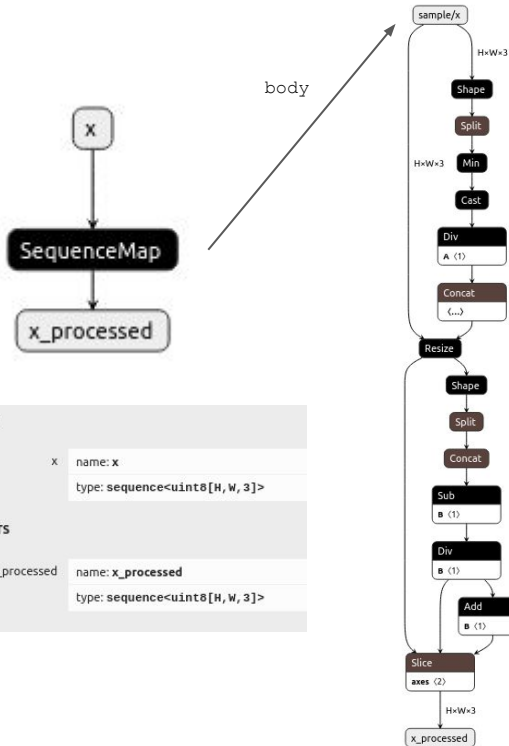 x
SequenceMap
x_processed
body
x
name: x
type: sequence<uint8[H,W,3]>
name: x_processed
type: sequence<uint8[H,W,3]>
sample/x
H×W×3
H×W×3
Shape
Split
Min
Cast
Div
A ⟨1⟩
Concat
⟨...⟩
Resize
Shape
Split
Concat
Sub
B ⟨1⟩
Div
B ⟨1⟩
Add
B ⟨1⟩
Slice
axes ⟨2⟩
H×W×3
x_processed